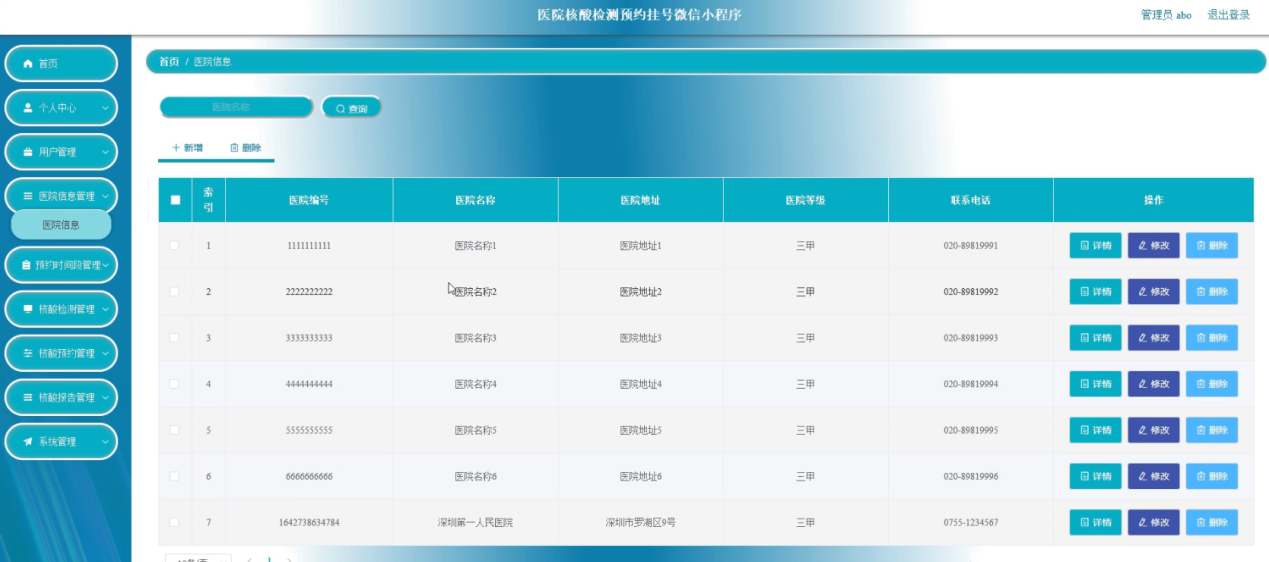 医院核酸检测预约挂号微信小程序
管理员 abo 退出登录
首页
个人中心
用户管理
医院信息管理
医院信息
预约时间段管理
核酸检测管理
核酸预约管理
核酸报告管理
系统管理
首页 / 医院信息
医院名称 查询
新增 删除
索引 医院编号 医院名称 医院地址 医院等级 联系电话 操作
1 1111111111 医院名称1 医院地址1 三甲 020-89819991 详情 修改 删除
2 2222222222 医院名称2 医院地址2 三甲 020-89819992 详情 修改 删除
3 3333333333 医院名称3 医院地址3 三甲 020-89819993 详情 修改 删除
4 4444444444 医院名称4 医院地址4 三甲 020-89819994 详情 修改 删除
5 5555555555 医院名称5 医院地址5 三甲 020-89819995 详情 修改 删除
6 6666666666 医院名称6 医院地址6 三甲 020-89819996 详情 修改 删除
7 1642738634784 深圳第一人民医院 深圳市罗湖区9号 三甲 0755-1234567 详情 修改 删除
1